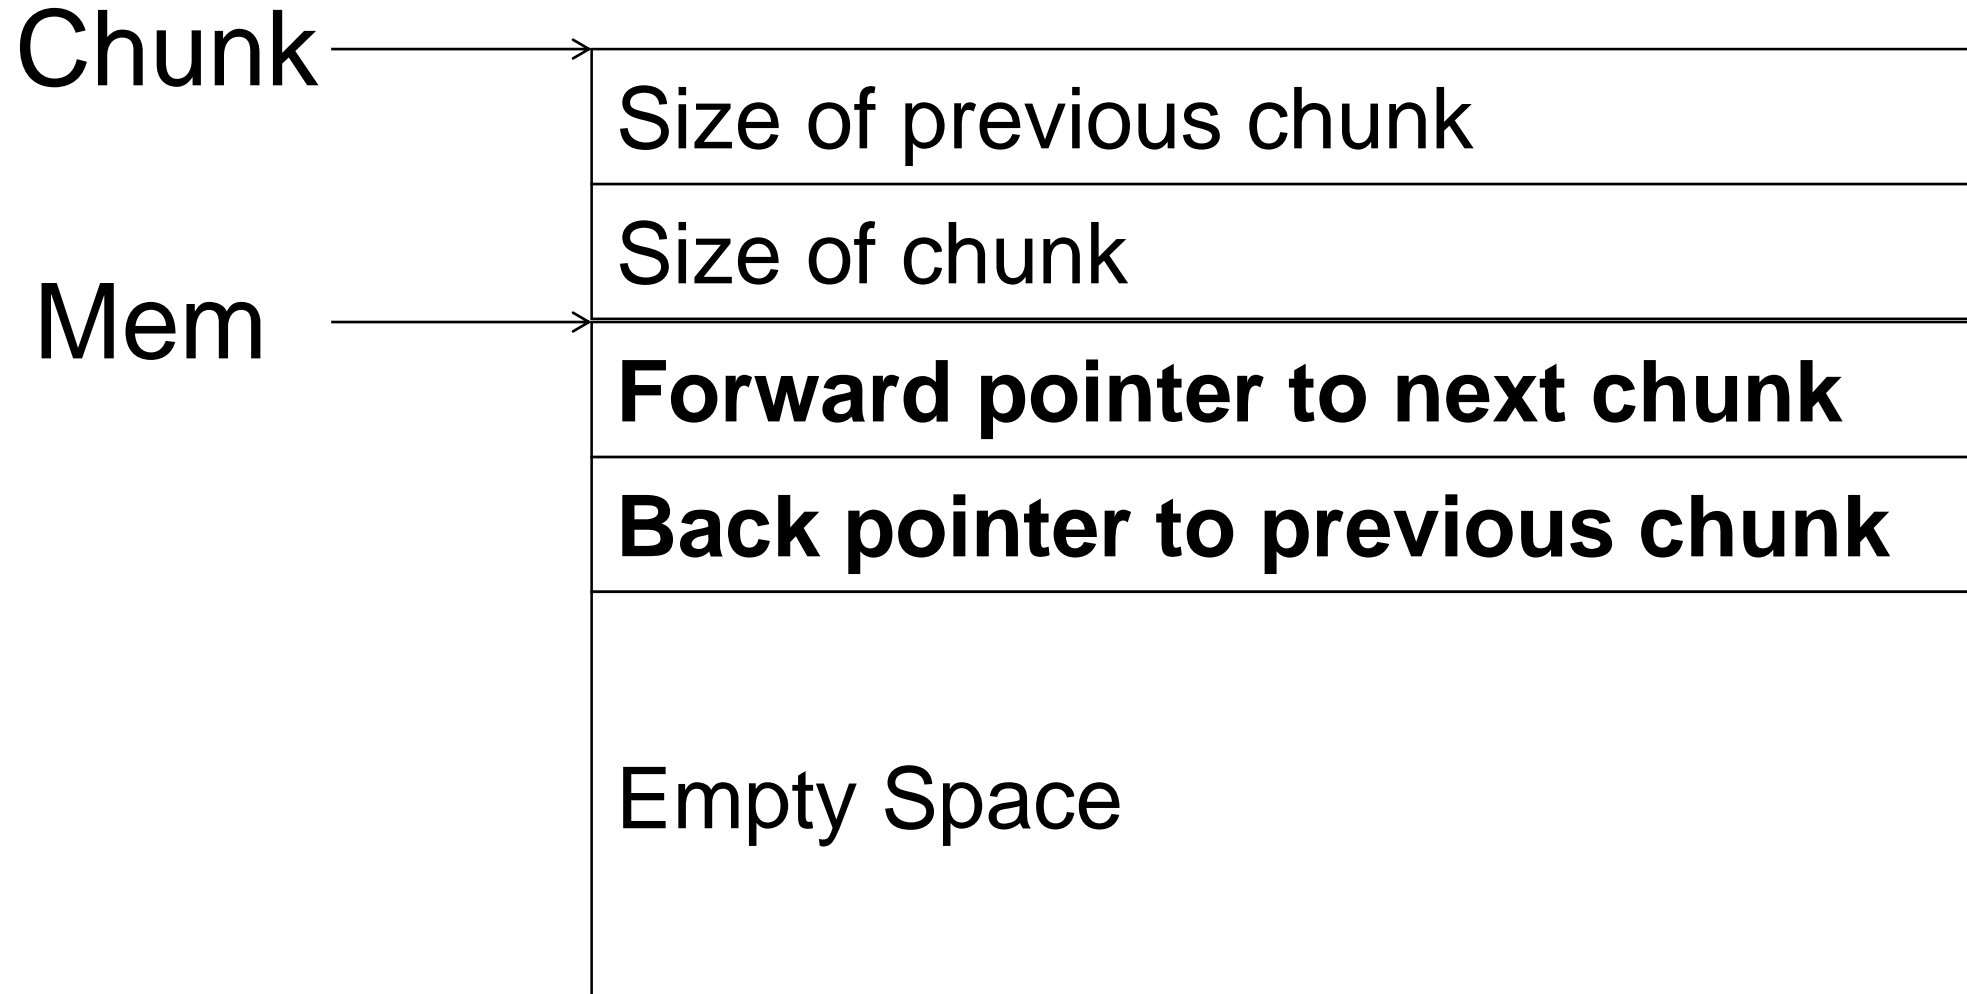 Chunk
Size of previous chunk
Size of chunk
Mem
Forward pointer to next chunk
Back pointer to previous chunk
Empty Space